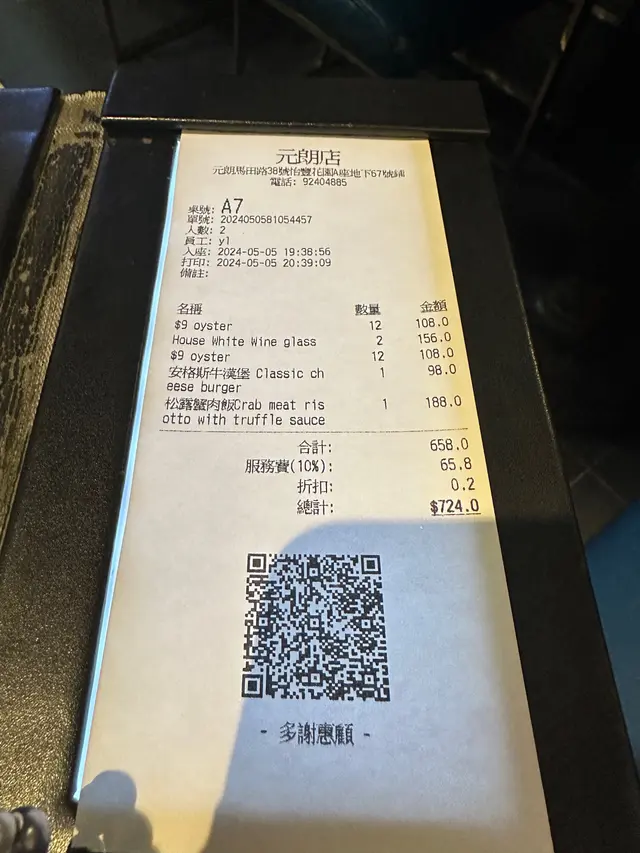 元朗店
元朗馬田路38號怡豐花園A座地下67號鋪
電話: 92404885
桌號: A7
單號: 2024050581054457
人數: 2
員工: yl
入座: 2024-05-05 19:38:56
打印: 2024-05-05 20:39:09
備註:
名稱 數量 金額
$9 oyster 12 108.0
House White Wine glass 2 156.0
$9 oyster 12 108.0
安格斯牛漢堡 Classic ch 1 98.0
eese burger
松露蟹肉飯Crab meat ris 1 188.0
otto with truffle sauce
合計: 658.0
服務費(10%): 65.8
折扣: 0.2
總計: $724.0
- 多謝惠顧 -